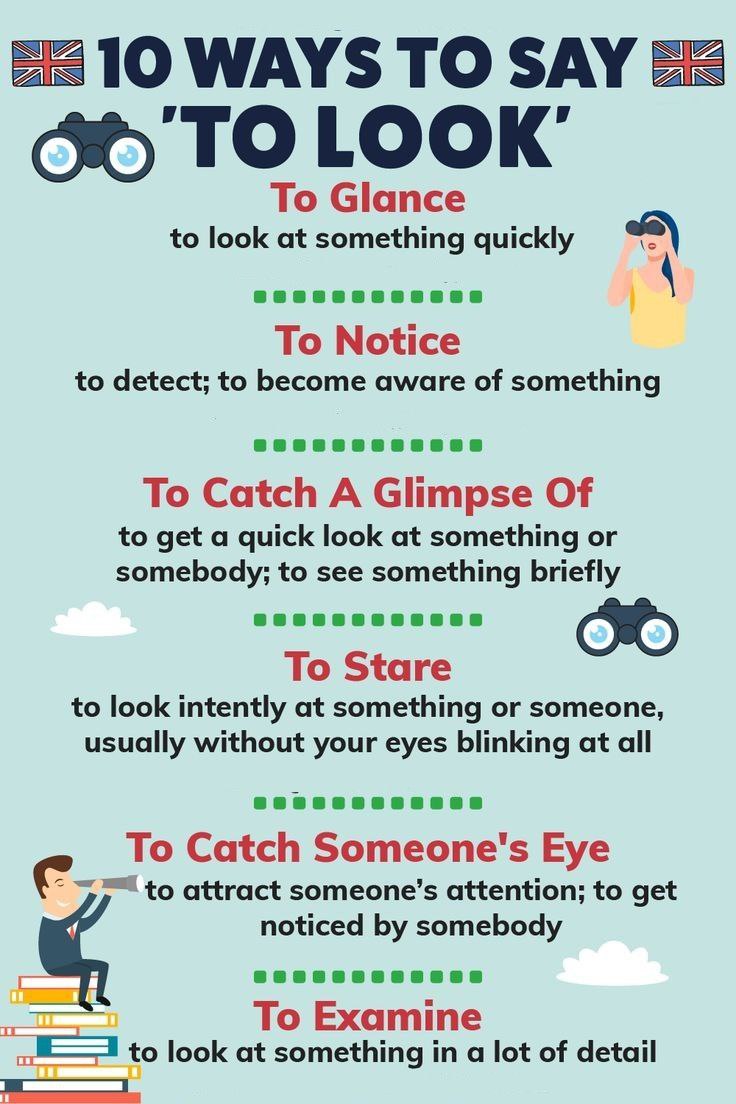 10 WAYS TO SAY
'TO LOOK'
To Glance
to look at something quickly
To Notice
to detect; to become aware of something
To Catch A Glimpse Of
to get a quick look at something or
somebody; to see something briefly
To Stare
to look intently at something or someone,
usually without your eyes blinking at all
To Catch Someone's Eye
to attract someone’s attention; to get
noticed by somebody
To Examine
to look at something in a lot of detail